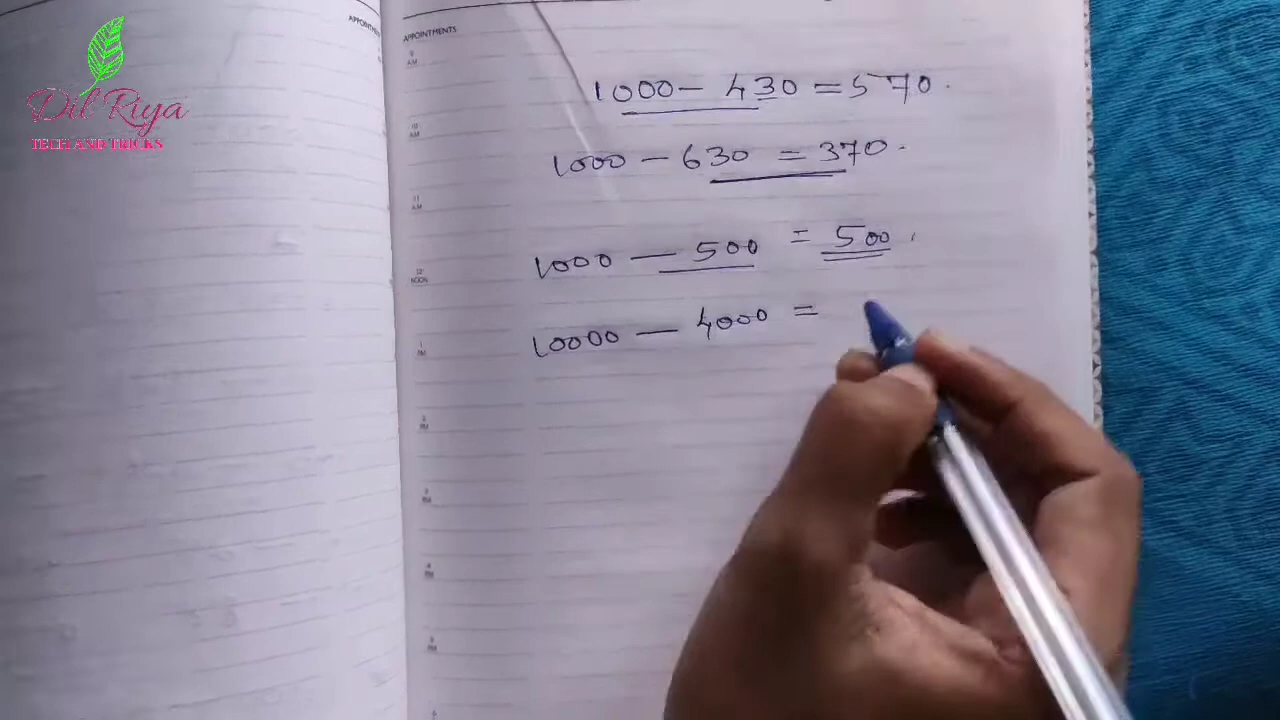 Dil Riya
TECH AND TRICKS
APPOINTMENTS
1000 - 430 = 570.
1000 - 630 = 370.
1000 - 500 = 500.
10000 - 4000 =